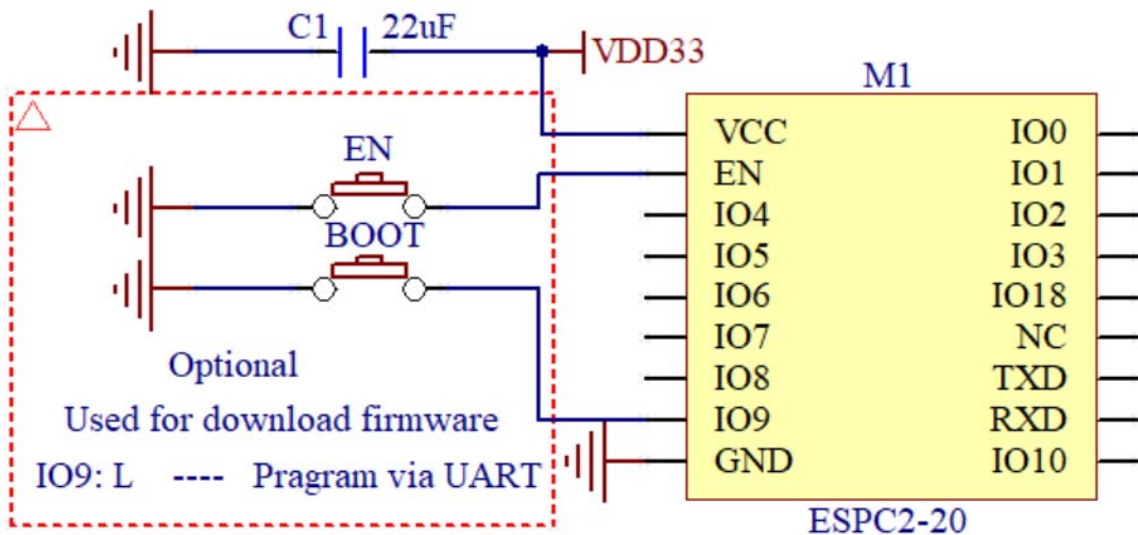 C1 22uF
VDD33
M1
EN
BOOT
Optional
Used for download firmware
IO9: L ---- Pragram via UART
VCC IO0
EN IO1
IO4 IO2
IO5 IO3
IO6 IO18
IO7 NC
IO8 TXD
IO9 RXD
GND IO10
ESPC2-20